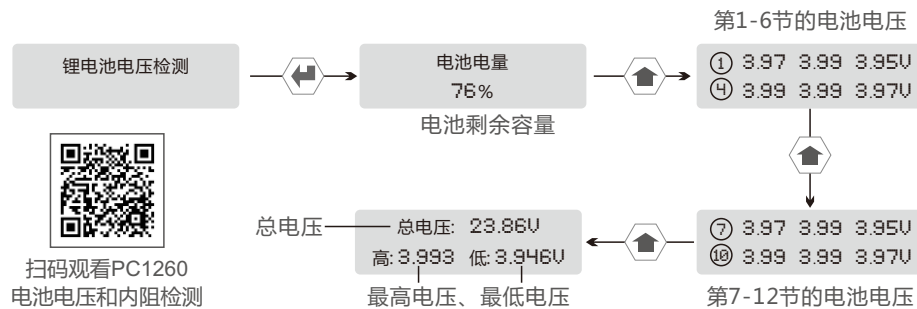 第1-6节的电池电压
锂电池电压检测
电池电量
76%
电池剩余容量
① 3.97 3.99 3.95V
④ 3.99 3.99 3.97V
扫码观看PC1260
电池电压和内阻检测
总电压
总电压: 23.86V
高:3.993 低:3.946V
最高电压、最低电压
⑦ 3.97 3.99 3.95V
⑩ 3.99 3.99 3.97V
第7-12节的电池电压